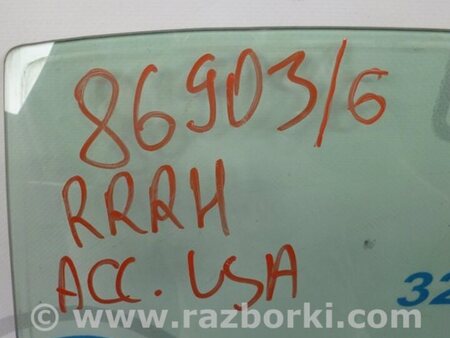 86903/6
RRRH
ACC. USA
32
www.razborki.com